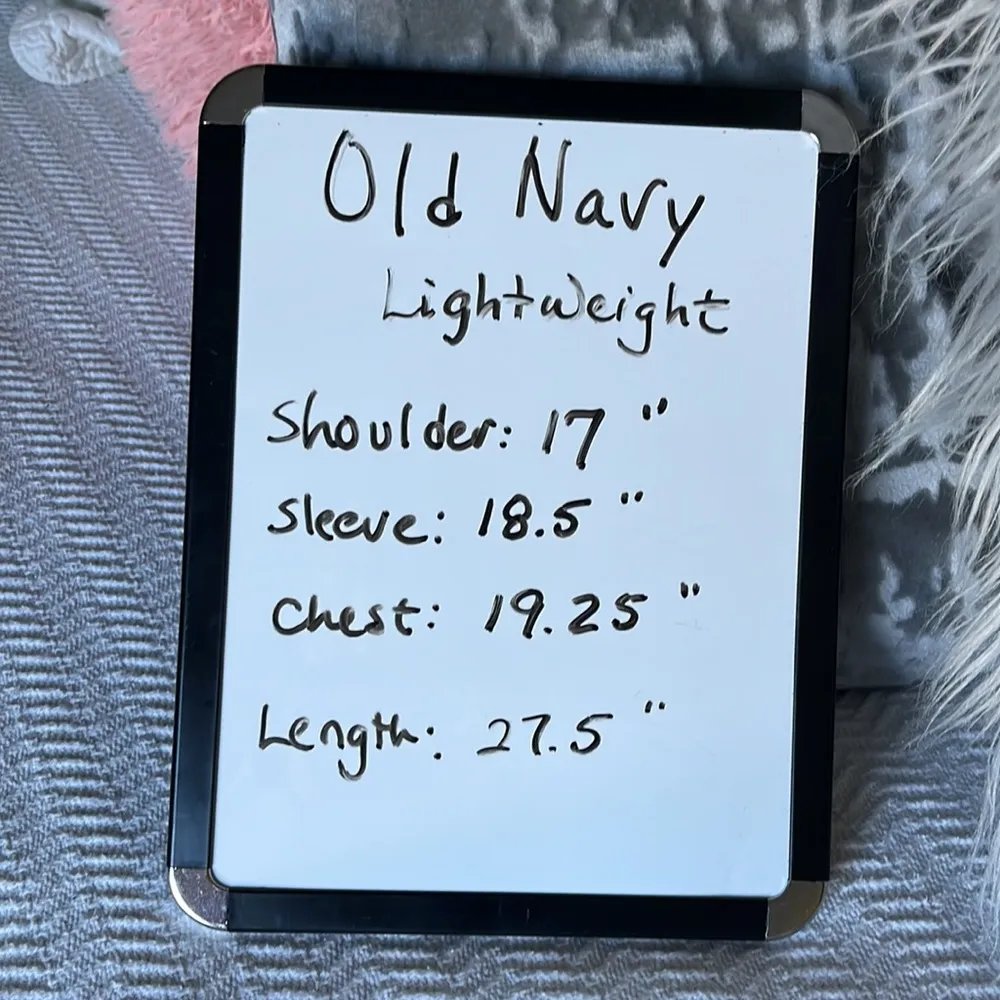 Old Navy
Lightweight
Shoulder: 17 "
Sleeve: 18.5 "
Chest: 19.25 "
Length: 27.5 "